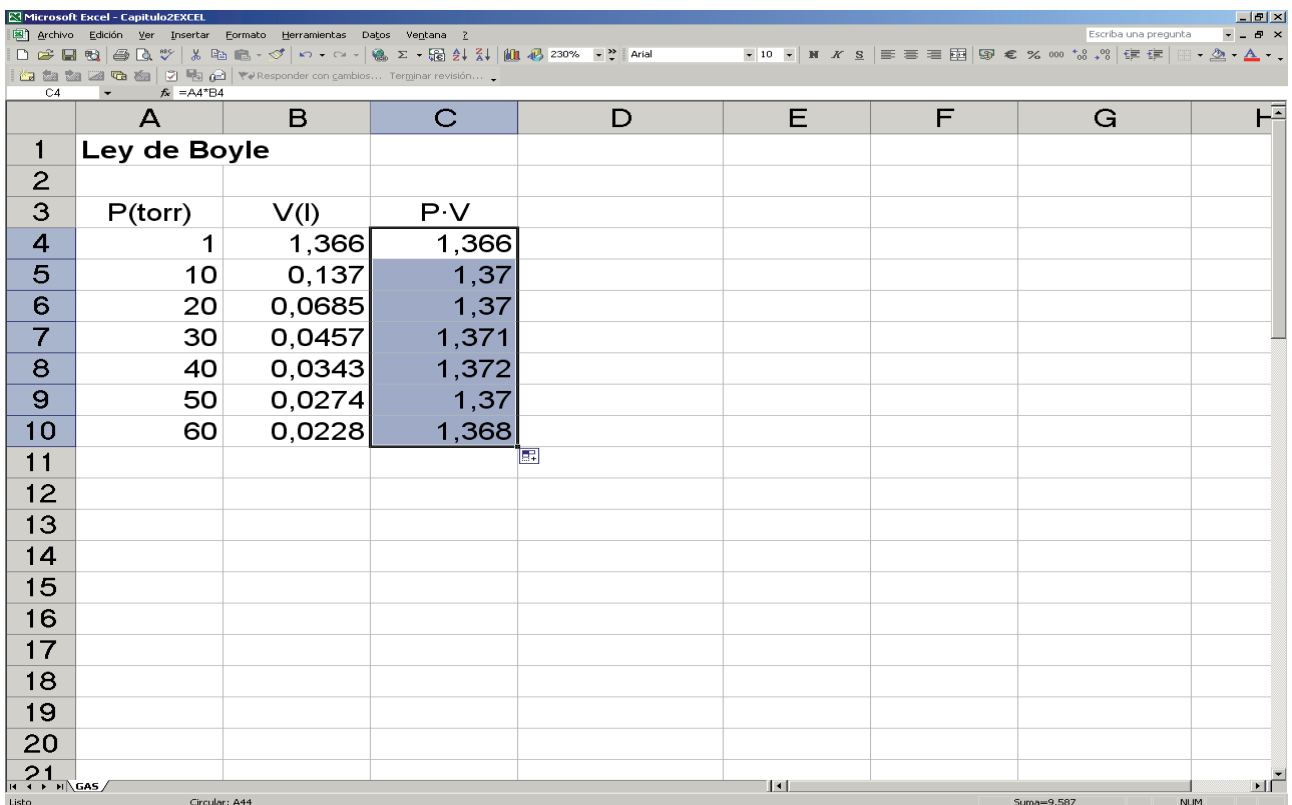 Microsoft Excel - Capitulo2EXCEL
Archivo Edición Ver Insertar Formato Herramientas Datos Ventana ? Escriba una pregunta
230% Arial 10 N K S € % 000
Responder con cambios... Terminar revisión...
C4 fx =A4*B4
A B C D E F G H
1 Ley de Boyle
2
3 P(torr) V(l) P·V
4 1 1,366 1,366
5 10 0,137 1,37
6 20 0,0685 1,37
7 30 0,0457 1,371
8 40 0,0343 1,372
9 50 0,0274 1,37
10 60 0,0228 1,368
11
12
13
14
15
16
17
18
19
20
21
GAS
Listo Circular: A44 Suma=9,587 NUM